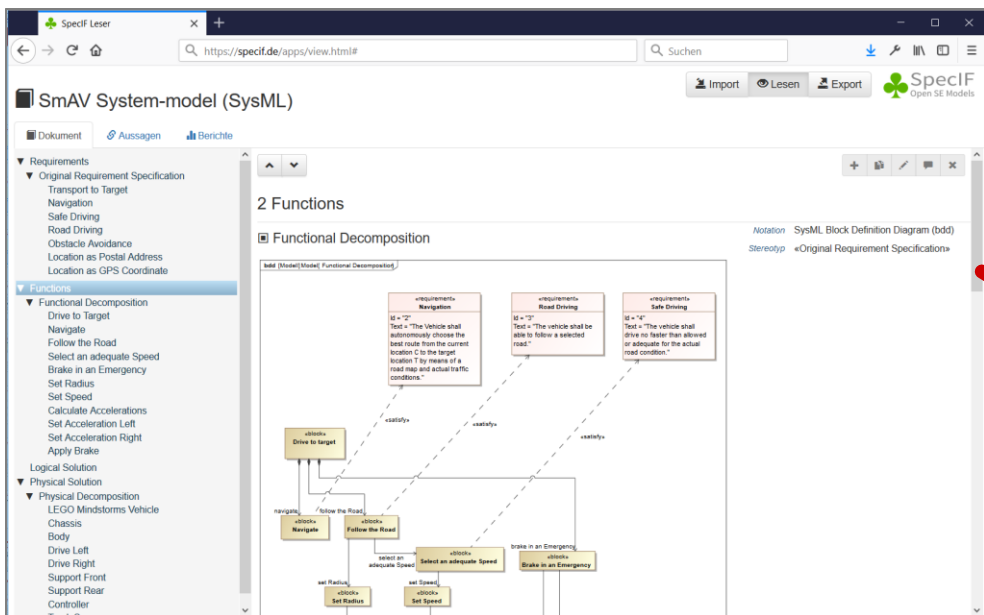 SpecIF Leser
https://specif.de/apps/view.html#
Suchen
SmAV System-model (SysML)
Import
Lesen
Export
SpecIF
Open SE Models
Dokument
Aussagen
Berichte
Requirements
Original Requirement Specification
Transport to Target
Navigation
Safe Driving
Road Driving
Obstacle Avoidance
Location as Postal Address
Location as GPS Coordinate
Functions
Functional Decomposition
Drive to Target
Navigate
Follow the Road
Select an adequate Speed
Brake in an Emergency
Set Radius
Set Speed
Calculate Accelerations
Set Acceleration Left
Set Acceleration Right
Apply Brake
Logical Solution
Physical Solution
Physical Decomposition
LEGO Mindstorms Vehicle
Chassis
Body
Drive Left
Drive Right
Support Front
Support Rear
Controller
2 Functions
Functional Decomposition
Notation SysML Block Definition Diagram (bdd)
Stereotyp «Original Requirement Specification»
bdd [Model] Model[ Functional Decomposition]
«requirement»
Navigation
Id = "2"
Text = "The Vehicle shall
autonomously choose the
best route from the current
location C to the target
location T by means of a
road map and actual traffic
conditions."
«requirement»
Road Driving
Id = "3"
Text = "The vehicle shall be
able to follow a selected
road."
«requirement»
Safe Driving
Id = "4"
Text = "The vehicle shall
drive no faster than allowed
or adequate for the actual
road condition."
«satisfy»
«satisfy»
«satisfy»
«block»
Drive to target
navigate
follow the Road
«block»
Navigate
«block»
Follow the Road
select an
adequate Speed
«block»
Select an adequate Speed
brake in an Emergency
«block»
Brake in an Emergency
set Radius
«block»
Set Radius
set Speed
«block»
Set Speed